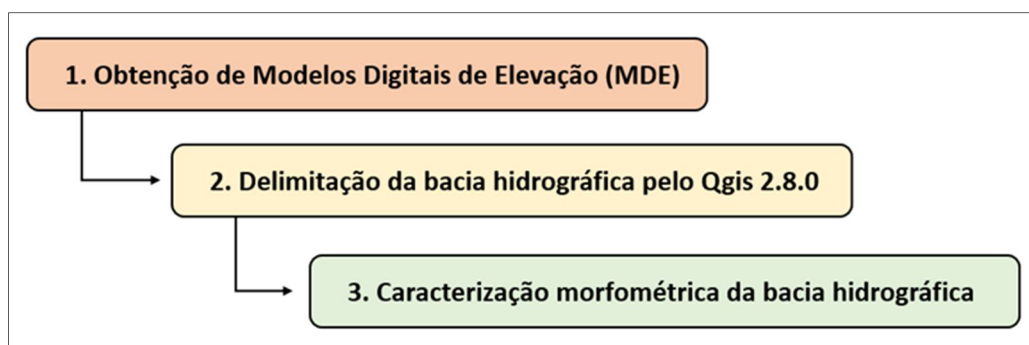 1. Obtenção de Modelos Digitais de Elevação (MDE)
2. Delimitação da bacia hidrográfica pelo Qgis 2.8.0
3. Caracterização morfométrica da bacia hidrográfica